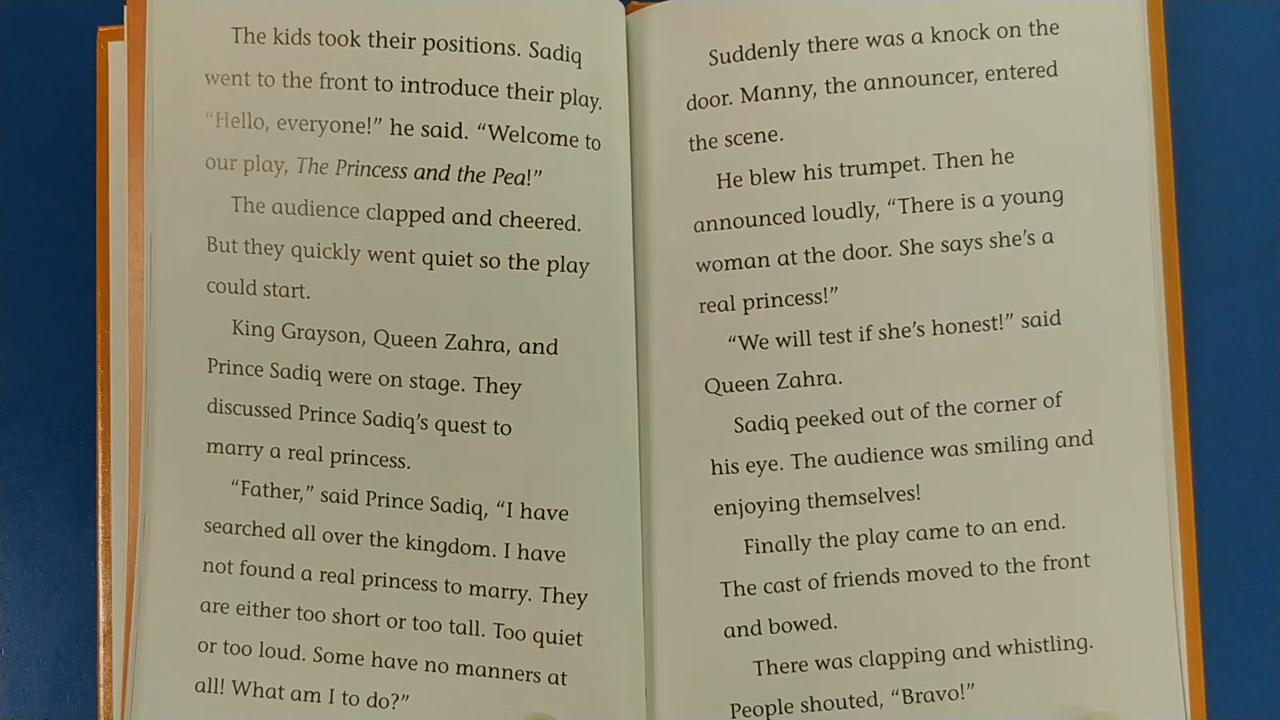 The kids took their positions. Sadiq
went to the front to introduce their play.
“Hello, everyone!” he said. “Welcome to
our play, The Princess and the Pea!”
The audience clapped and cheered.
But they quickly went quiet so the play
could start.
King Grayson, Queen Zahra, and
Prince Sadiq were on stage. They
discussed Prince Sadiq’s quest to
marry a real princess.
“Father,” said Prince Sadiq, “I have
searched all over the kingdom. I have
not found a real princess to marry. They
are either too short or too tall. Too quiet
or too loud. Some have no manners at
all! What am I to do?”
Suddenly there was a knock on the
door. Manny, the announcer, entered
the scene.
He blew his trumpet. Then he
announced loudly, “There is a young
woman at the door. She says she’s a
real princess!”
“We will test if she’s honest!” said
Queen Zahra.
Sadiq peeked out of the corner of
his eye. The audience was smiling and
enjoying themselves!
Finally the play came to an end.
The cast of friends moved to the front
and bowed.
There was clapping and whistling.
People shouted, “Bravo!”